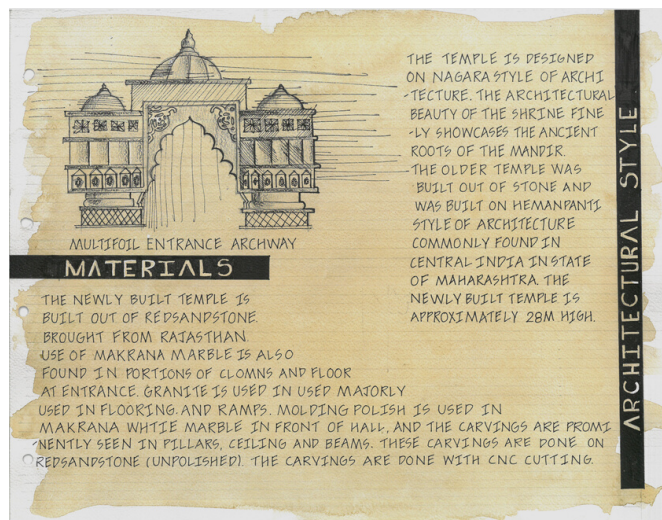 THE TEMPLE IS DESIGNED
ON NAGARA STYLE OF ARCHI
-TECTURE. THE ARCHITECTURAL
BEAUTY OF THE SHRINE FINE
-LY SHOWCASES THE ANCIENT
ROOTS OF THE MANDIR.
THE OLDER TEMPLE WAS
BUILT OUT OF STONE AND
WAS BUILT ON HEMANPANTI
STYLE OF ARCHITECTURE
COMMONLY FOUND IN
CENTRAL INDIA IN STATE
OF MAHARASHTRA. THE
NEWLY BUILT TEMPLE IS
APPROXIMATELY 28M HIGH.
ARCHITECTURAL STYLE
MULTIFOIL ENTRANCE ARCHWAY
MATERIALS
THE NEWLY BUILT TEMPLE IS
BUILT OUT OF REDSANDSTONE.
BROUGHT FROM RAJASTHAN.
USE OF MAKRANA MARBLE IS ALSO
FOUND IN PORTIONS OF CLOMNS AND FLOOR
AT ENTRANCE. GRANITE IS USED IN USED MAJORLY
USED IN FLOORING. AND RAMPS. MOLDING POLISH IS USED IN
MAKRANA WHTIE MARBLE IN FRONT OF HALL, AND THE CARVINGS ARE PROMI
-NENTLY SEEN IN PILLARS, CEILING AND BEAMS. THESE CARVINGS ARE DONE ON
REDSANDSTONE (UNPOLISHED). THE CARVINGS ARE DONE WITH CNC CUTTING.